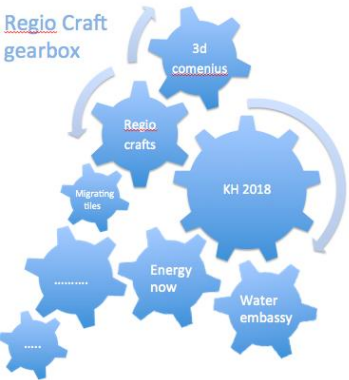 Regio Craft
gearbox
3d
comenius
Regio
crafts
KH 2018
Migrating
tiles
..........
Energy
now
Water
embassy
.....